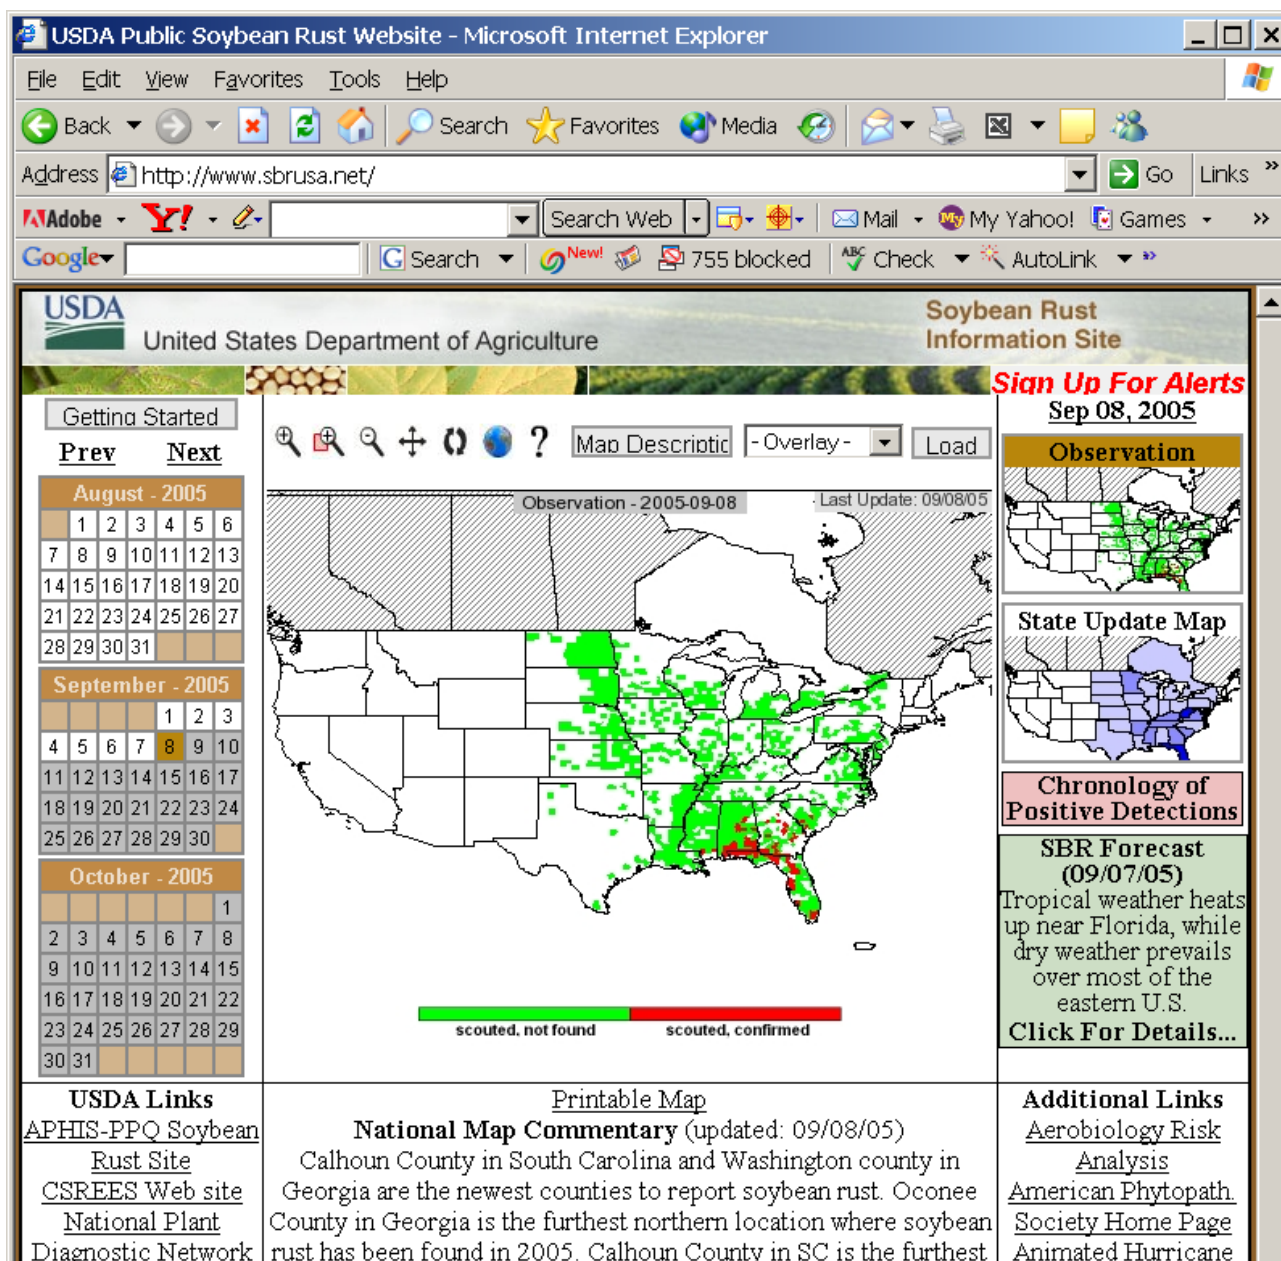 USDA Public Soybean Rust Website - Microsoft Internet Explorer
File Edit View Favorites Tools Help
Back Search Favorites Media
Address http://www.sbrusa.net/ Go Links »
Adobe Y! Search Web Mail My Yahoo! Games »
Google G Search New! 755 blocked ABC Check AutoLink »
USDA
United States Department of Agriculture
Soybean Rust
Information Site
Sign Up For Alerts
Getting Started
Prev Next
August - 2005
1 2 3 4 5 6
7 8 9 10 11 12 13
14 15 16 17 18 19 20
21 22 23 24 25 26 27
28 29 30 31
September - 2005
1 2 3
4 5 6 7 8 9 10
11 12 13 14 15 16 17
18 19 20 21 22 23 24
25 26 27 28 29 30
October - 2005
1
2 3 4 5 6 7 8
9 10 11 12 13 14 15
16 17 18 19 20 21 22
23 24 25 26 27 28 29
30 31
? Map Descriptic - Overlay - Load
Observation - 2005-09-08 Last Update: 09/08/05
scouted, not found scouted, confirmed
Sep 08, 2005
Observation
State Update Map
Chronology of
Positive Detections
SBR Forecast
(09/07/05)
Tropical weather heats
up near Florida, while
dry weather prevails
over most of the
eastern U.S.
Click For Details...
USDA Links
APHIS-PPQ Soybean
Rust Site
CSREES Web site
National Plant
Diagnostic Network
Printable Map
National Map Commentary (updated: 09/08/05)
Calhoun County in South Carolina and Washington county in
Georgia are the newest counties to report soybean rust. Oconee
County in Georgia is the furthest northern location where soybean
rust has been found in 2005. Calhoun County in SC is the furthest
Additional Links
Aerobiology Risk
Analysis
American Phytopath.
Society Home Page
Animated Hurricane